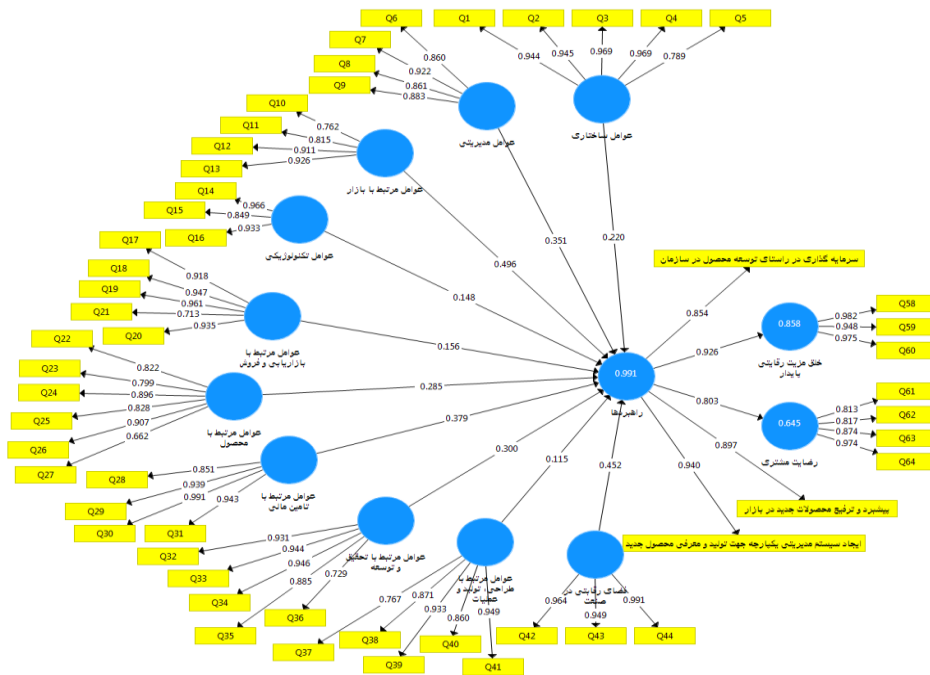 Q6
Q1
Q2
Q3
Q4
Q5
Q7
Q8
Q9
0.860
0.922
0.861
0.883
0.944
0.945
0.969
0.969
0.789
عوامل مدیریتی
عوامل ساختاری
Q10
Q11
Q12
Q13
0.762
0.815
0.911
0.926
عوامل مرتبط با بازار
Q14
Q15
Q16
0.966
0.849
0.933
عوامل تکنولوژیکی
0.351
0.220
0.496
0.148
Q17
Q18
Q19
Q21
Q20
0.918
0.947
0.961
0.713
0.935
عوامل مرتبط با
بازاریابی و فروش
0.156
سرمایه گذاری در راستای توسعه محصول در سازمان
0.854
0.926
0.858
خلق مزیت رقابتی
پایدار
0.982
0.948
0.975
Q58
Q59
Q60
Q22
Q23
Q24
Q25
Q26
Q27
0.822
0.799
0.896
0.828
0.907
0.662
عوامل مرتبط با
محصول
0.285
0.991
راهبردها
0.803
0.645
رضایت مشتری
0.813
0.817
0.874
0.974
Q61
Q62
Q63
Q64
Q28
Q29
Q30
Q31
0.851
0.939
0.991
0.943
عوامل مرتبط با
تامین مالی
0.379
0.300
0.115
0.452
0.897
0.940
پیشبرد و ترفیع محصولات جدید در بازار
ایجاد سیستم مدیریتی یکپارچه جهت تولید و معرفی محصول جدید
Q32
Q33
Q34
Q35
Q36
0.931
0.944
0.946
0.885
0.729
عوامل مرتبط با تحقیق
و توسعه
Q37
Q38
Q39
Q40
Q41
0.767
0.871
0.933
0.860
0.949
عوامل مرتبط با
طراحی، تولید و
عملیات
فضای رقابتی در
صنعت
0.964
0.949
0.991
Q42
Q43
Q44